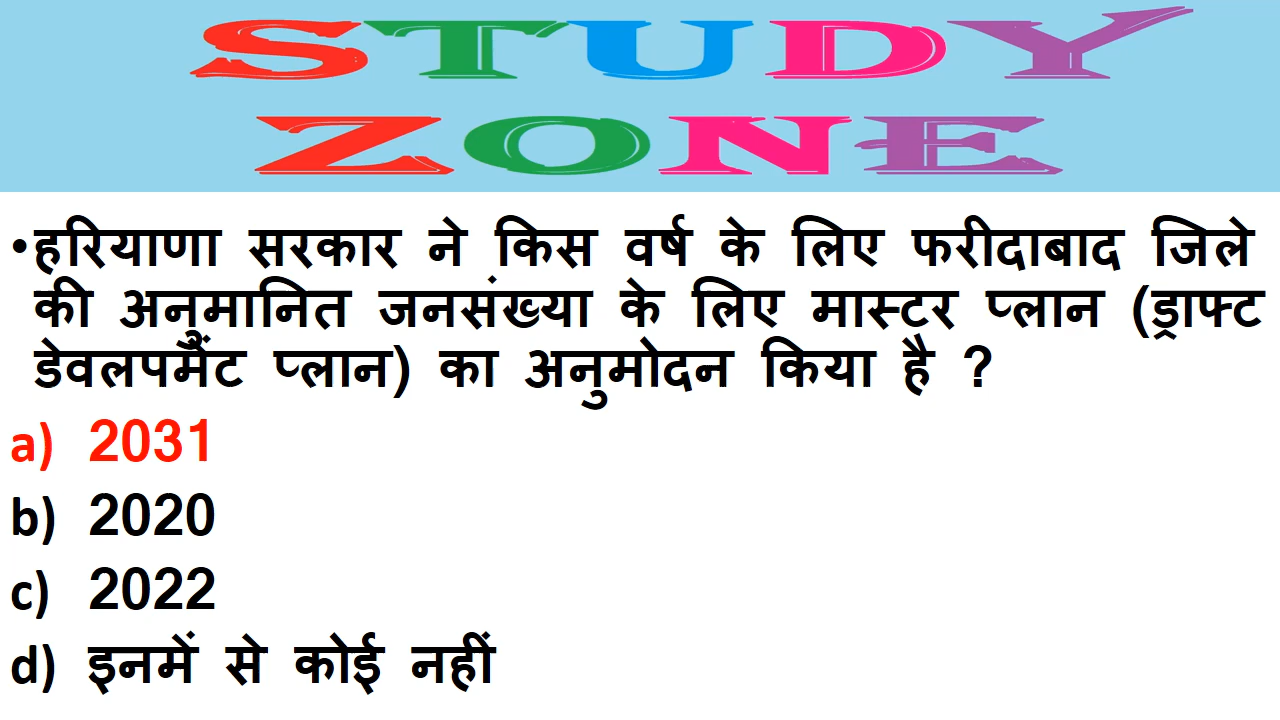 STUDY
ZONE
•हरियाणा सरकार ने किस वर्ष के लिए फरीदाबाद जिले
की अनुमानित जनसंख्या के लिए मास्टर प्लान (ड्राफ्ट
डेवलपमैंट प्लान) का अनुमोदन किया है ?
a) 2031
b) 2020
c) 2022
d) इनमें से कोई नहीं